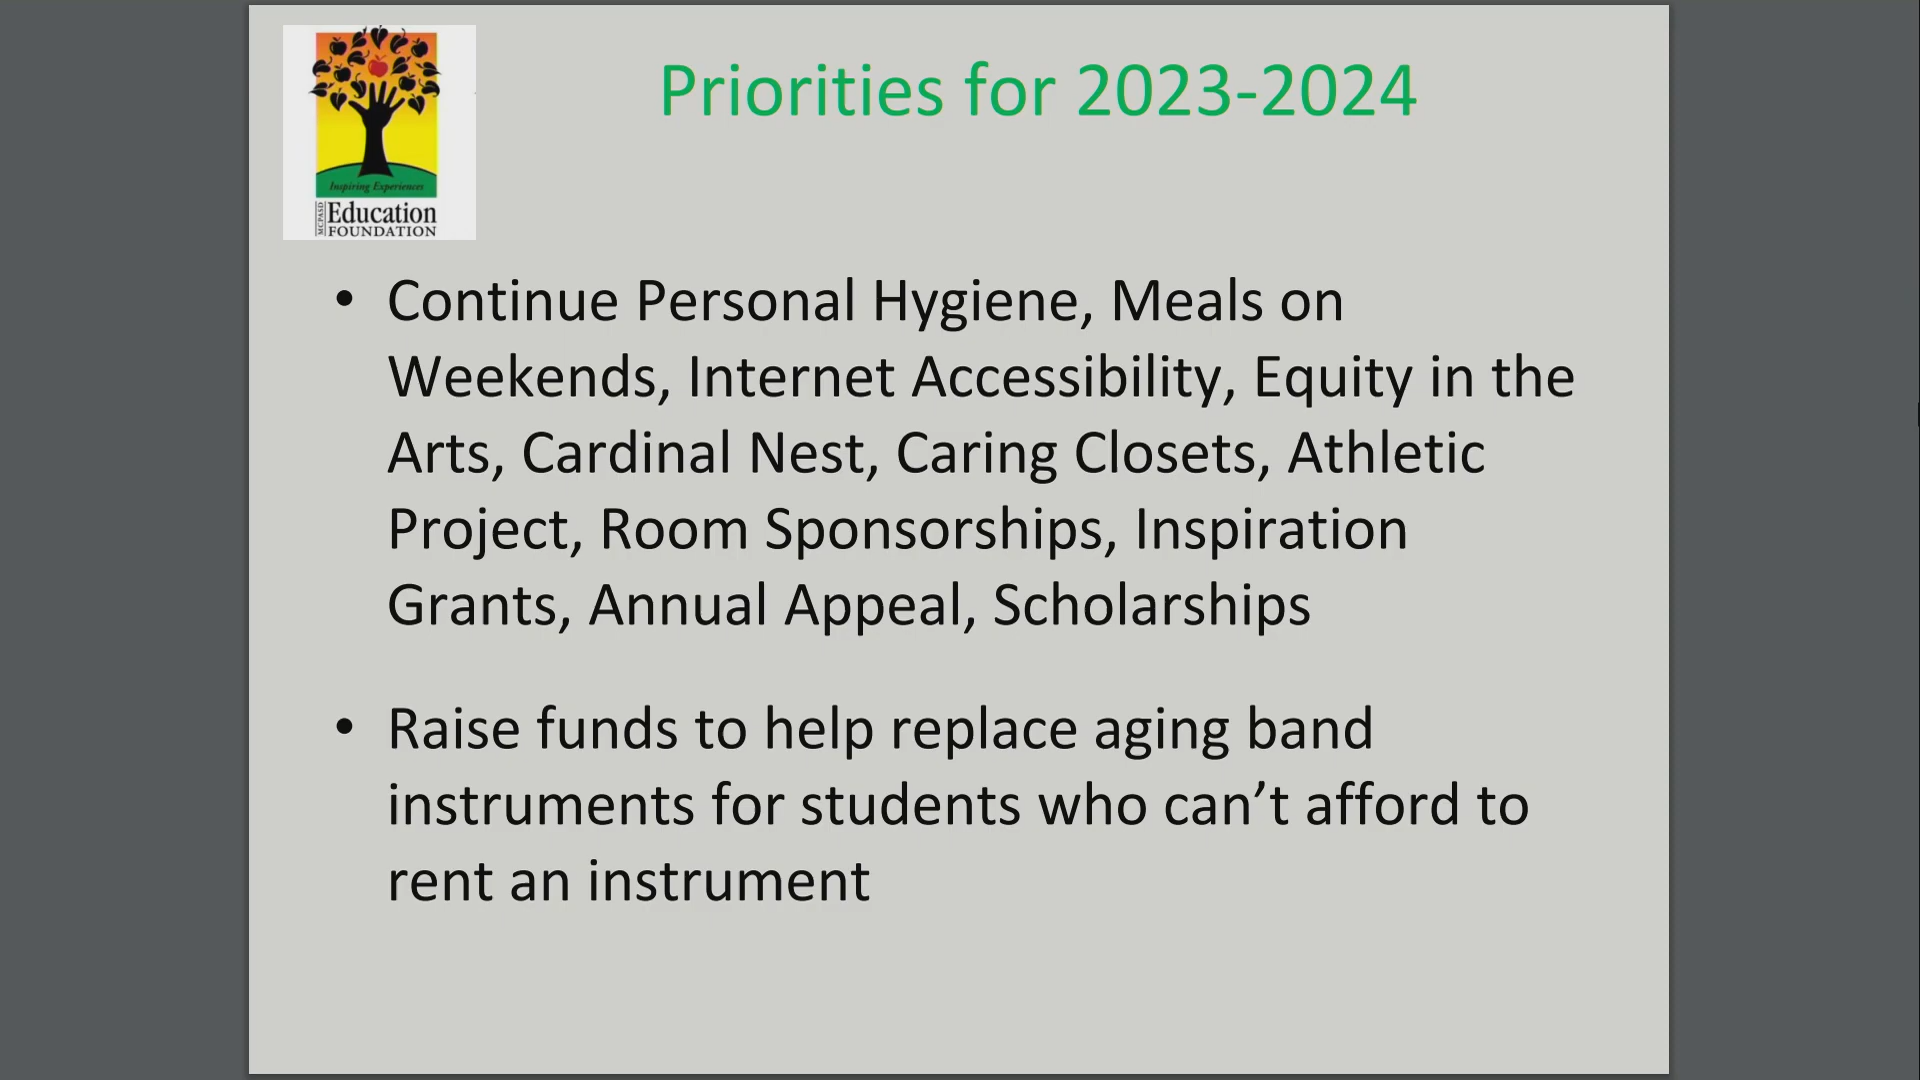 Inspiring Experiences
MCPASD
Education
FOUNDATION
Priorities for 2023-2024
• Continue Personal Hygiene, Meals on
Weekends, Internet Accessibility, Equity in the
Arts, Cardinal Nest, Caring Closets, Athletic
Project, Room Sponsorships, Inspiration
Grants, Annual Appeal, Scholarships
• Raise funds to help replace aging band
instruments for students who can’t afford to
rent an instrument